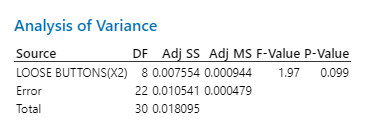 Analysis of Variance
Source DF Adj SS Adj MS F-Value P-Value
LOOSE BUTTONS(X2) 8 0.007554 0.000944 1.97 0.099
Error 22 0.010541 0.000479
Total 30 0.018095